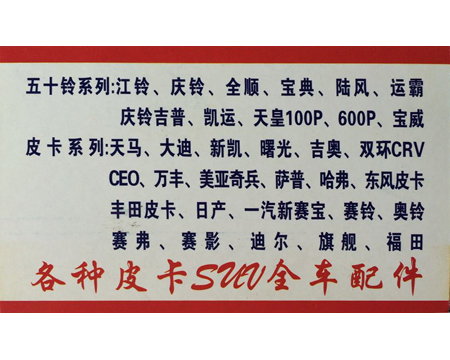 五十铃系列:江铃、庆铃、全顺、宝典、陆风、运霸
庆铃吉普、凯运、天皇100P、600P、宝威
皮卡系列:天马、大迪、新凯、曙光、吉奥、双环CRV
CEO、万丰、美亚奇兵、萨普、哈弗、东风皮卡
丰田皮卡、日产、一汽新赛宝、赛铃、奥铃
赛弗、赛影、迪尔、旗舰、福田
各种皮卡SUV全车配件